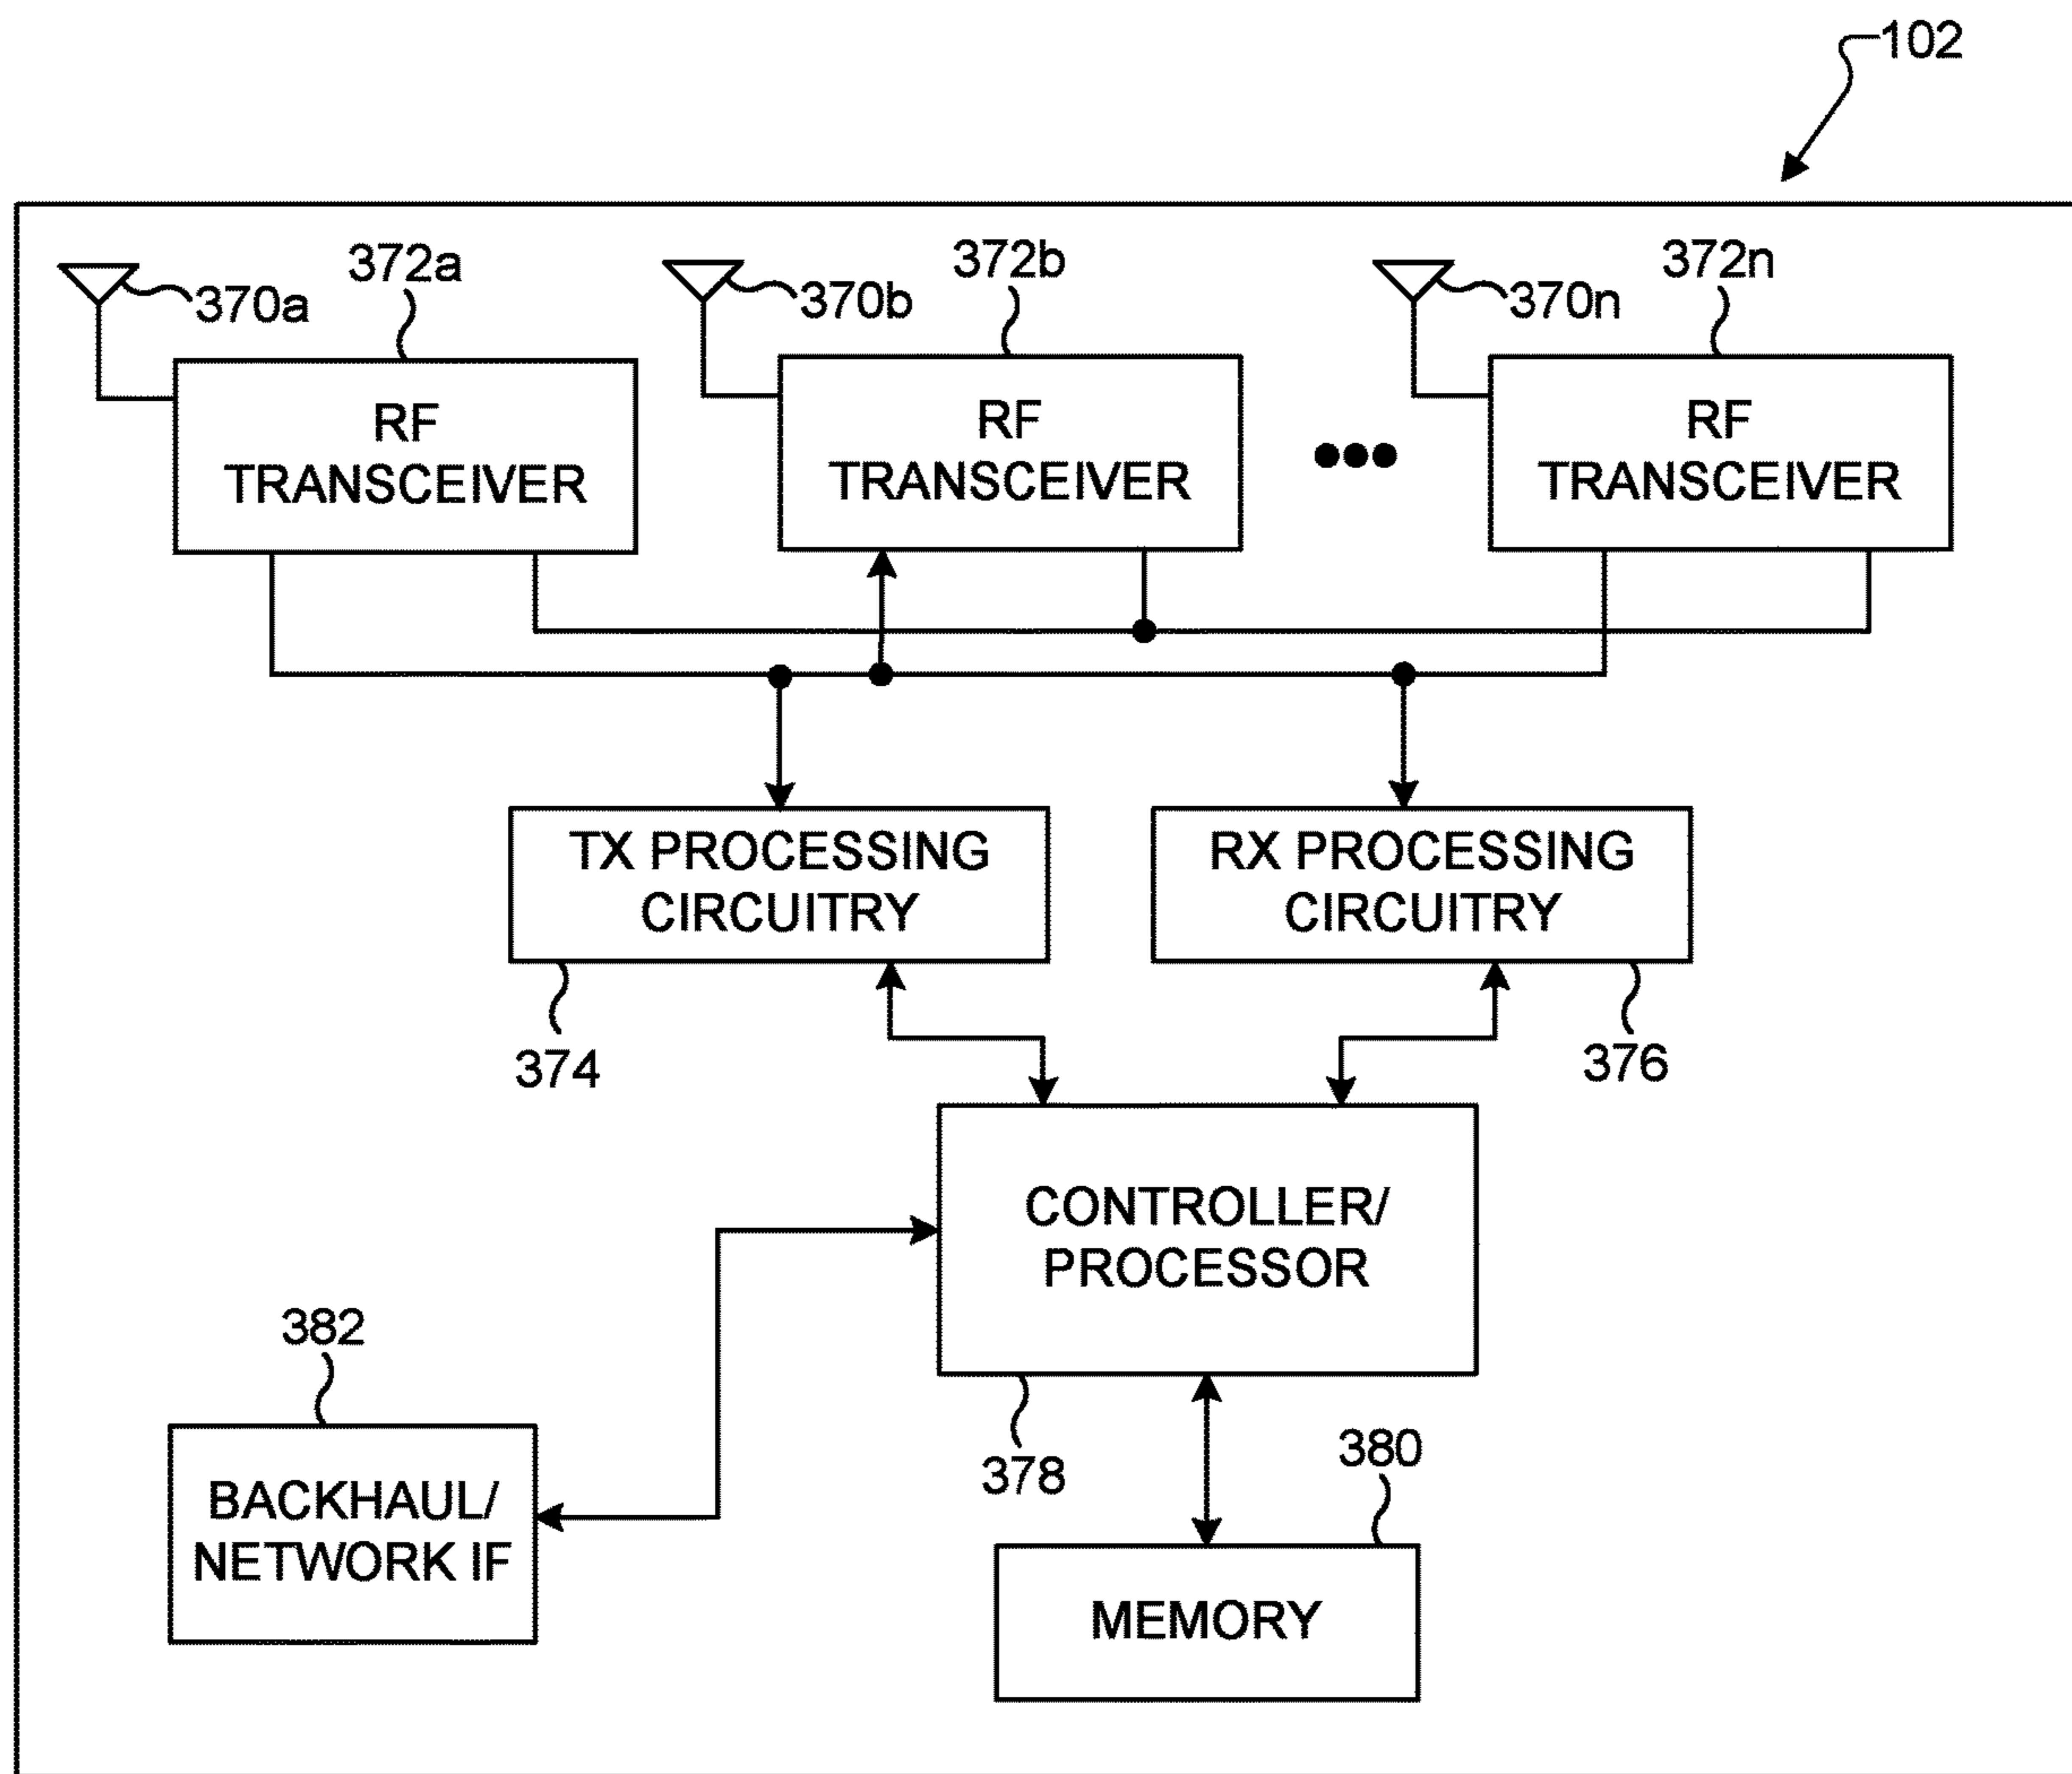 102
372a
372b
372n
370a
370b
370n
RF
TRANSCEIVER
RF
TRANSCEIVER
RF
TRANSCEIVER
TX PROCESSING
CIRCUITRY
RX PROCESSING
CIRCUITRY
374
376
CONTROLLER/
PROCESSOR
382
378
380
BACKHAUL/
NETWORK IF
MEMORY